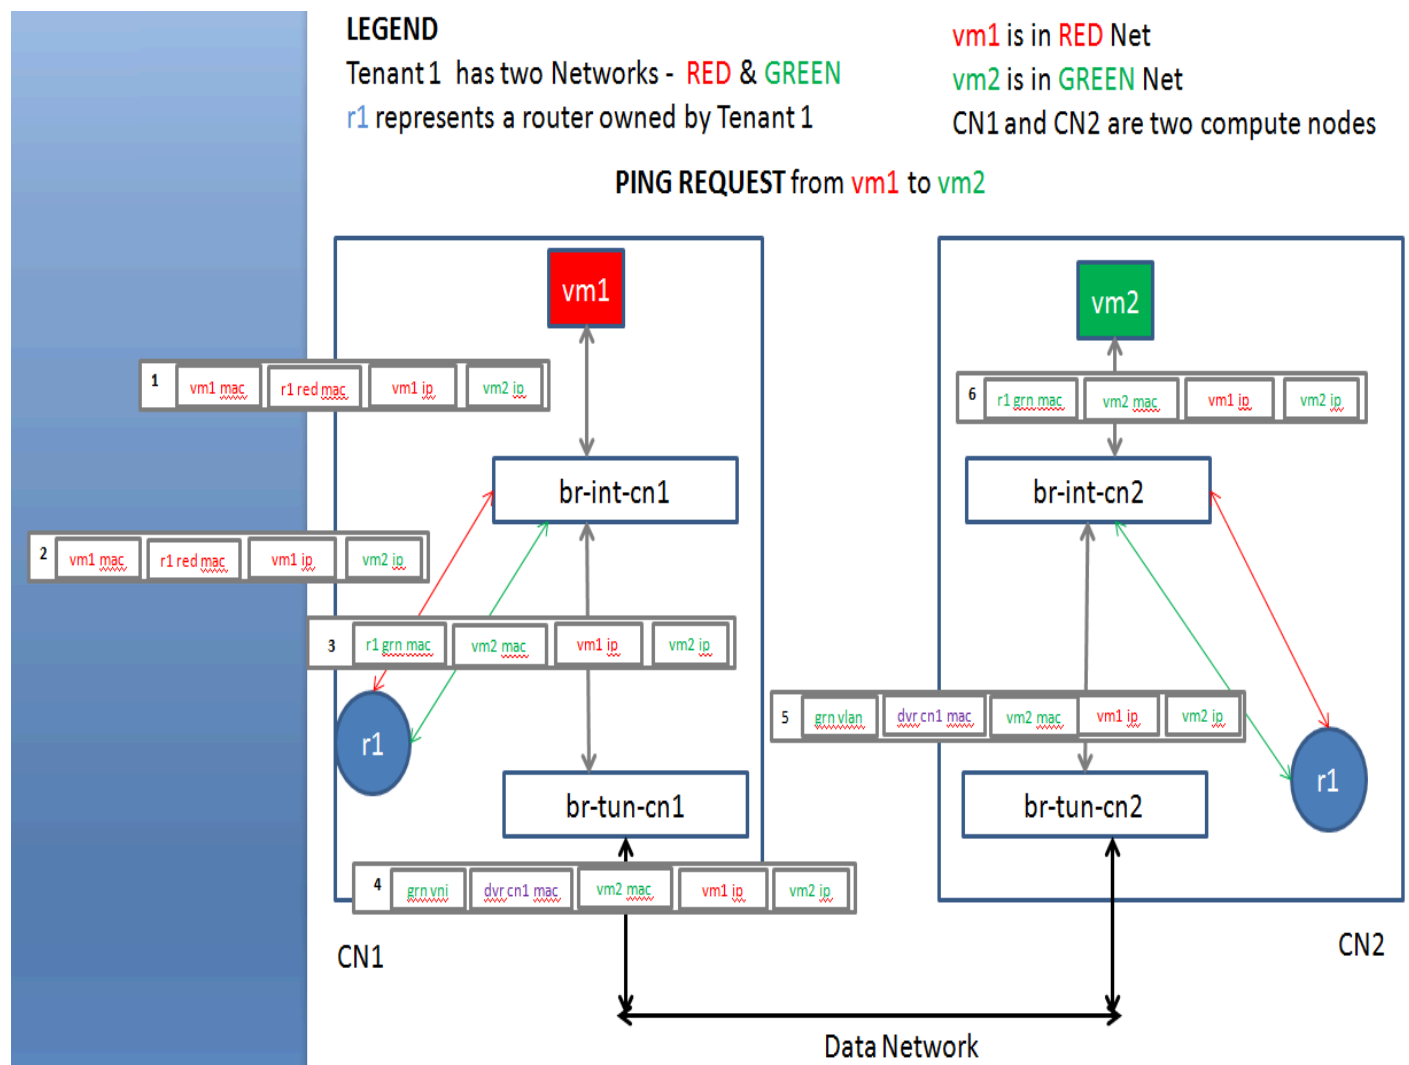 LEGEND
Tenant 1 has two Networks - RED & GREEN
r1 represents a router owned by Tenant 1
vm1 is in RED Net
vm2 is in GREEN Net
CN1 and CN2 are two compute nodes
PING REQUEST from vm1 to vm2
vm1
vm2
1 vm1 mac r1 red mac vm1 ip vm2 ip
6 r1 grn mac vm2 mac vm1 ip vm2 ip
br-int-cn1
br-int-cn2
2 vm1 mac r1 red mac vm1 ip vm2 ip
3 r1 grn mac vm2 mac vm1 ip vm2 ip
5 grn vlan dvr cn1 mac vm2 mac vm1 ip vm2 ip
r1
r1
br-tun-cn1
br-tun-cn2
4 grn vni dvr cn1 mac vm2 mac vm1 ip vm2 ip
CN1
CN2
Data Network